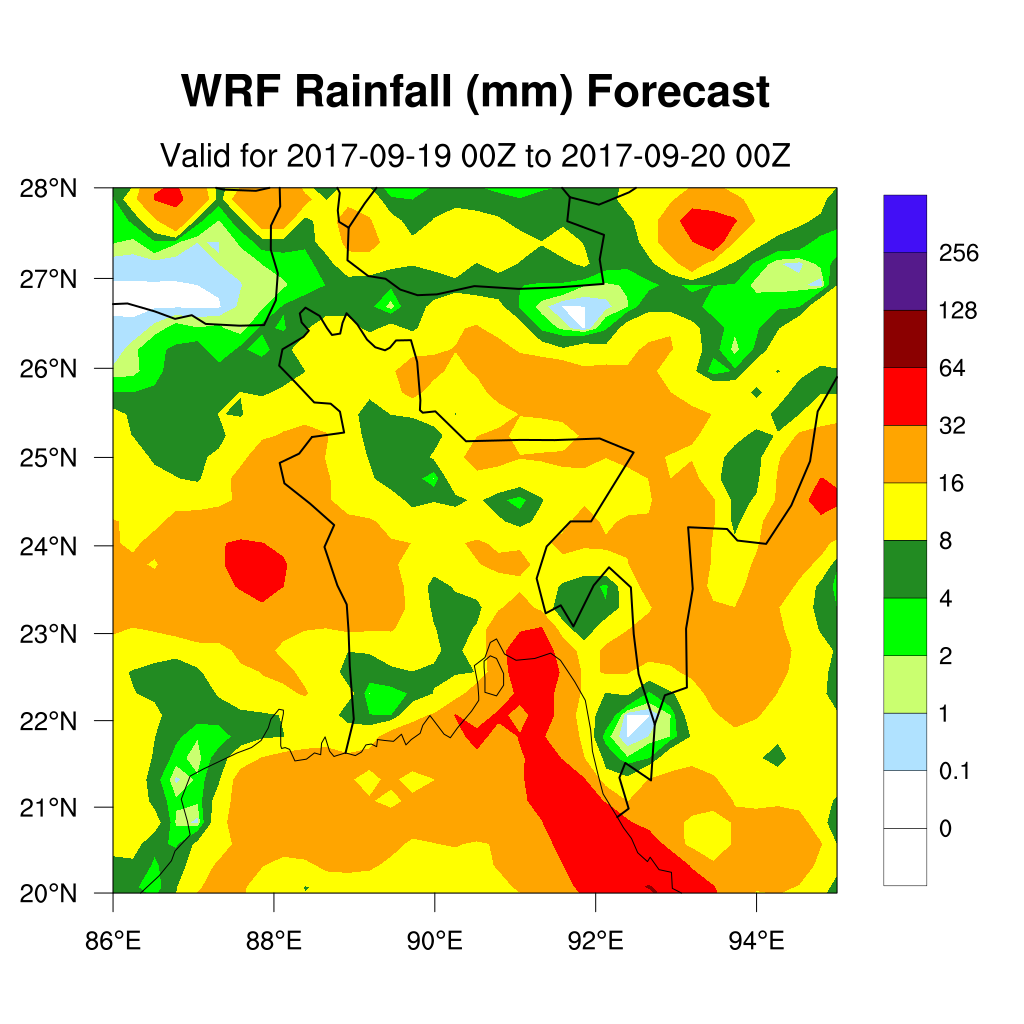 WRF Rainfall (mm) Forecast
Valid for 2017-09-19 00Z to 2017-09-20 00Z
28°N
27°N
26°N
25°N
24°N
23°N
22°N
21°N
20°N
86°E 88°E 90°E 92°E 94°E
256
128
64
32
16
8
4
2
1
0.1
0